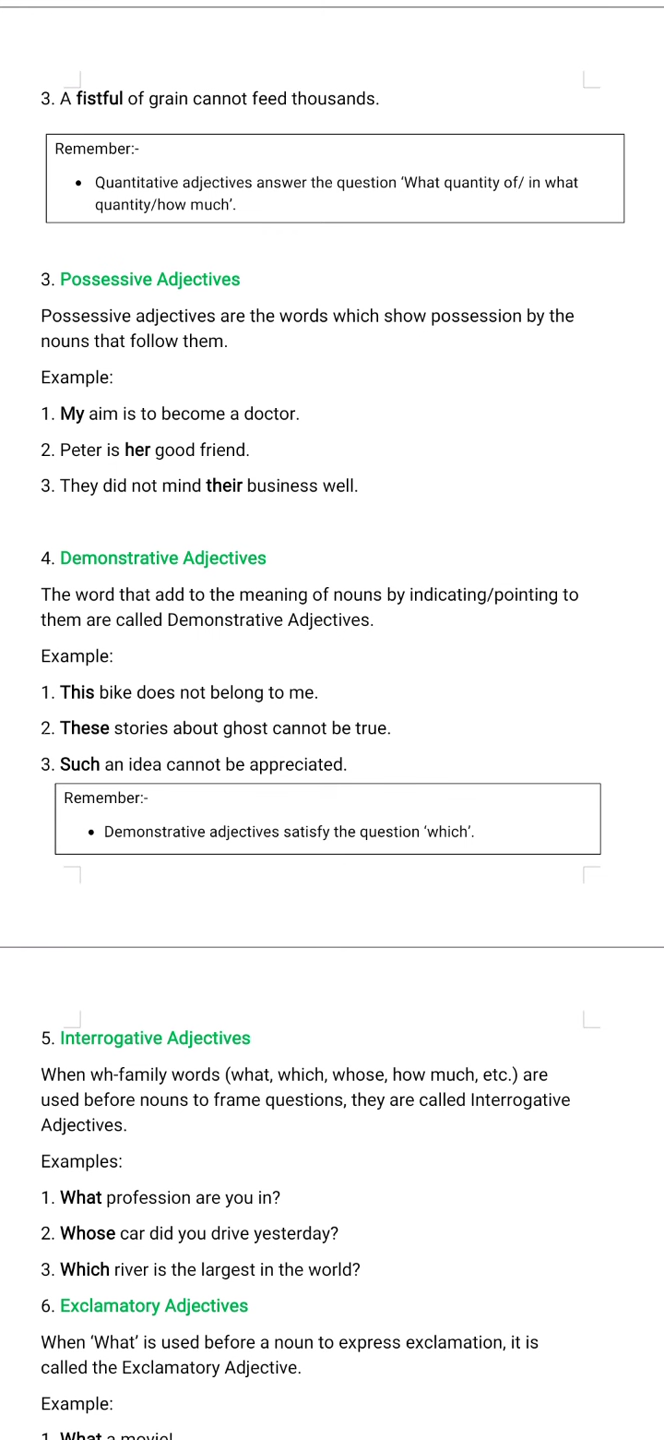 3. A fistful of grain cannot feed thousands.
Remember:-
• Quantitative adjectives answer the question ‘What quantity of/ in what
quantity/how much’.
3. Possessive Adjectives
Possessive adjectives are the words which show possession by the
nouns that follow them.
Example:
1. My aim is to become a doctor.
2. Peter is her good friend.
3. They did not mind their business well.
4. Demonstrative Adjectives
The word that add to the meaning of nouns by indicating/pointing to
them are called Demonstrative Adjectives.
Example:
1. This bike does not belong to me.
2. These stories about ghost cannot be true.
3. Such an idea cannot be appreciated.
Remember:-
• Demonstrative adjectives satisfy the question ‘which’.
5. Interrogative Adjectives
When wh-family words (what, which, whose, how much, etc.) are
used before nouns to frame questions, they are called Interrogative
Adjectives.
Examples:
1. What profession are you in?
2. Whose car did you drive yesterday?
3. Which river is the largest in the world?
6. Exclamatory Adjectives
When ‘What’ is used before a noun to express exclamation, it is
called the Exclamatory Adjective.
Example:
1. What a movie!